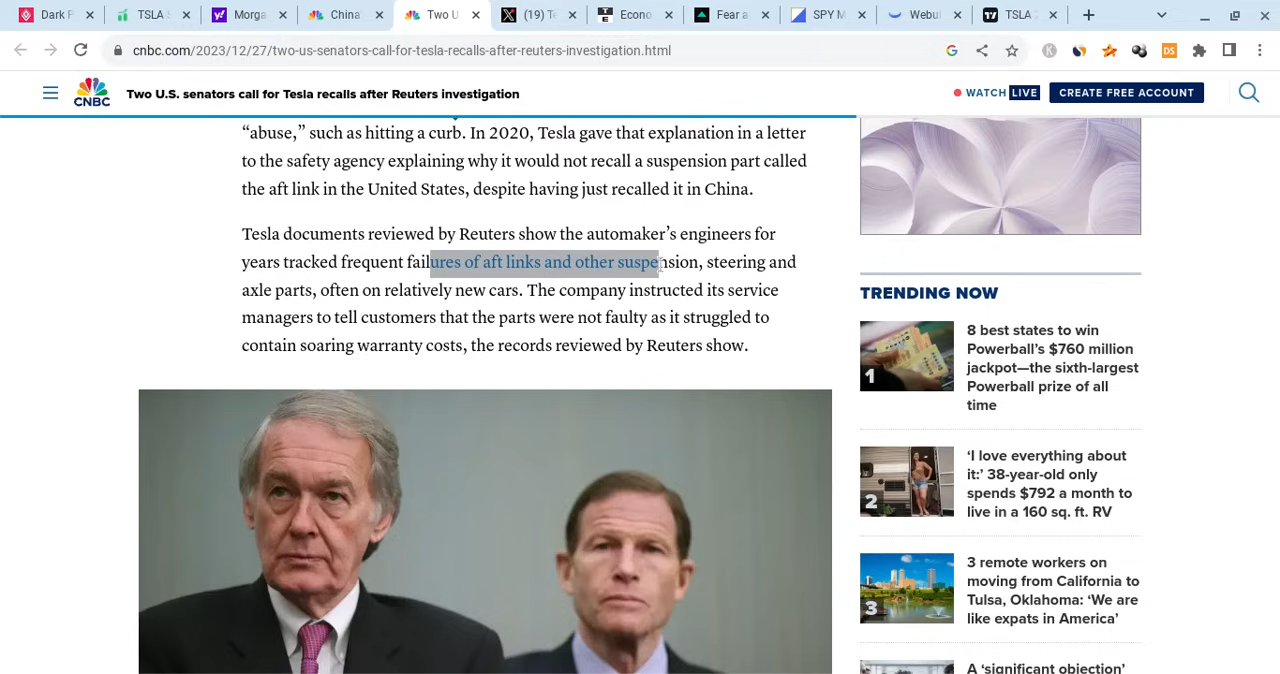 Dark P
TSLA S
Morga
China'
Two U
(19) Te
Econo
Fear a
SPY M
Webul
TSLA 2
cnbc.com/2023/12/27/two-us-senators-call-for-tesla-recalls-after-reuters-investigation.html
DS
CNBC
Two U.S. senators call for Tesla recalls after Reuters investigation
WATCH LIVE
CREATE FREE ACCOUNT
“abuse,” such as hitting a curb. In 2020, Tesla gave that explanation in a letter
to the safety agency explaining why it would not recall a suspension part called
the aft link in the United States, despite having just recalled it in China.
Tesla documents reviewed by Reuters show the automaker’s engineers for
years tracked frequent failures of aft links and other suspension, steering and
axle parts, often on relatively new cars. The company instructed its service
managers to tell customers that the parts were not faulty as it struggled to
contain soaring warranty costs, the records reviewed by Reuters show.
TRENDING NOW
1
8 best states to win
Powerball’s $760 million
jackpot—the sixth-largest
Powerball prize of all
time
2
‘I love everything about
it:’ 38-year-old only
spends $792 a month to
live in a 160 sq. ft. RV
3
3 remote workers on
moving from California to
Tulsa, Oklahoma: ‘We are
like expats in America’
A ‘significant objection’